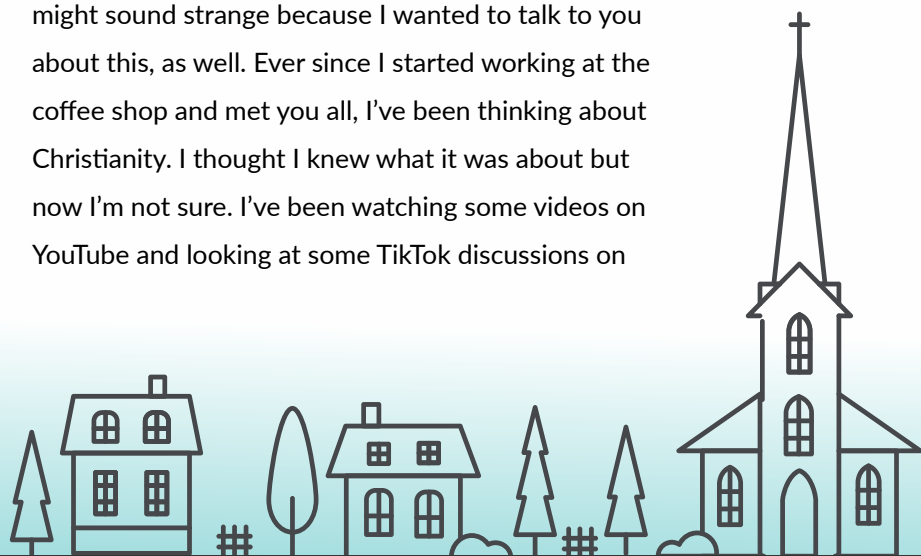 might sound strange because I wanted to talk to you
about this, as well. Ever since I started working at the
coffee shop and met you all, I’ve been thinking about
Christianity. I thought I knew what it was about but
now I’m not sure. I’ve been watching some videos on
YouTube and looking at some TikTok discussions on